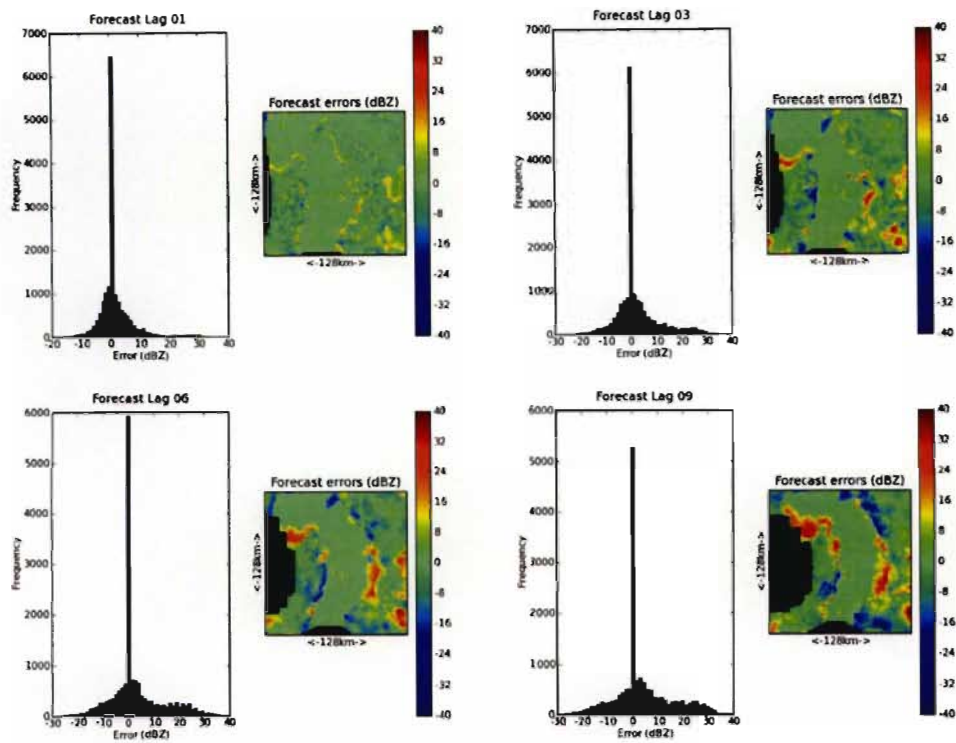 Forecast Lag 01
7000
6000
5000
4000
3000
2000
1000
0
Frequency
-30 -20 -10 0 10 20 30 40
Error (dBZ)
Forecast errors (dBZ)
<-128km->
<-128km->
40
32
24
16
8
0
-8
-16
-24
-32
-40
Forecast Lag 03
7000
6000
5000
4000
3000
2000
1000
0
Frequency
-30 -20 -10 0 10 20 30 40
Error (dBZ)
Forecast errors (dBZ)
<-128km->
<-128km->
40
32
24
16
8
0
-8
-16
-24
-32
-40
Forecast Lag 06
6000
5000
4000
3000
2000
1000
0
Frequency
-30 -20 -10 0 10 20 30 40
Error (dBZ)
Forecast errors (dBZ)
<-128km->
<-128km->
40
32
24
16
8
0
-8
-16
-24
-32
-40
Forecast Lag 09
6000
5000
4000
3000
2000
1000
0
Frequency
-30 -20 -10 0 10 20 30 40
Error (dBZ)
Forecast errors (dBZ)
<-128km->
<-128km->
40
32
24
16
8
0
-8
-16
-24
-32
-40